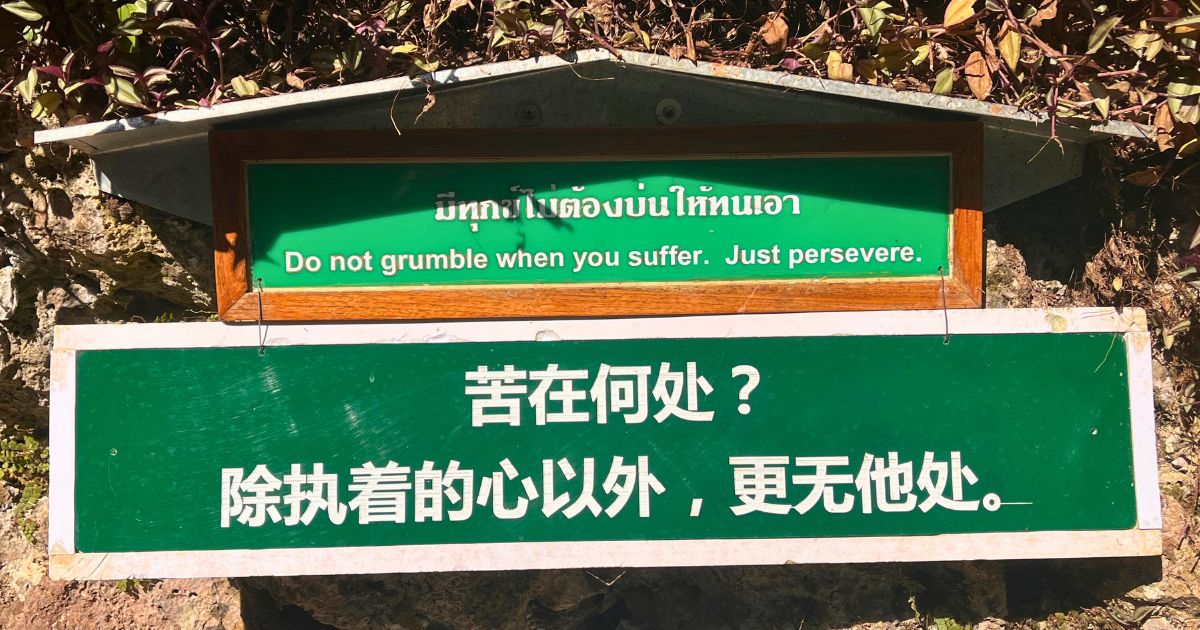 มีทุกข์ไม่ต้องบ่นให้ทนเอา
Do not grumble when you suffer. Just persevere.
苦在何处？
除执着的心以外，更无他处。